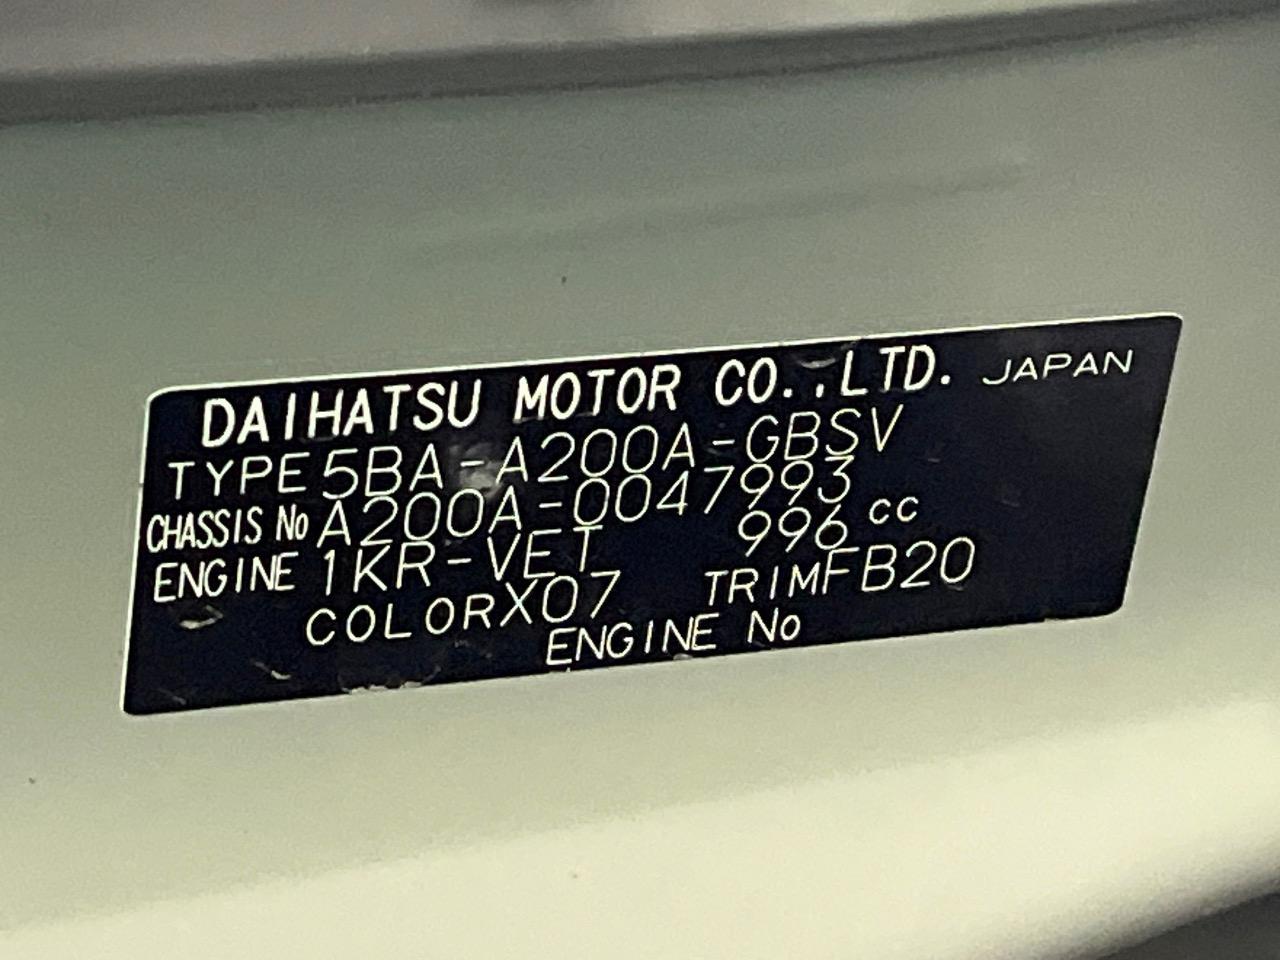 DAIHATSU MOTOR CO.,LTD. JAPAN
TYPE 5BA-A200A-GBSV
CHASSIS No A200A-0047993
ENGINE 1KR-VET 996 cc
COLOR X07 TRIM FB20
ENGINE No